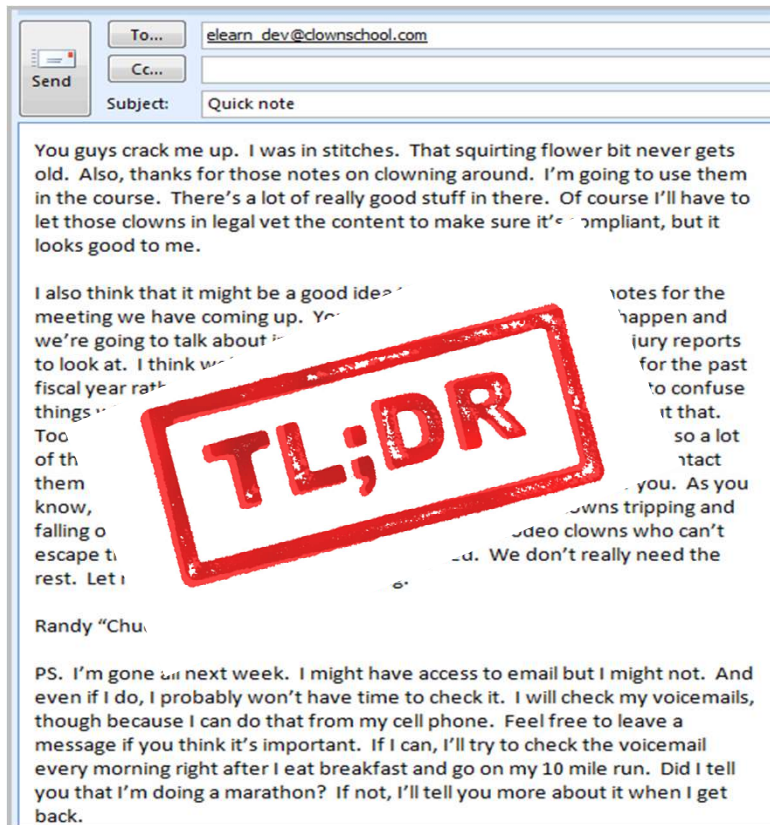 To...
elearn_dev@clownschool.com
Cc...
Send
Subject:
Quick note
You guys crack me up.  I was in stitches.  That squirting flower bit never gets
old.  Also, thanks for those notes on clowning around.  I'm going to use them
in the course.  There's a lot of really good stuff in there.  Of course I'll have to
let those clowns in legal vet the content to make sure it's compliant, but it
looks good to me.
I also think that it might be a good idea notes for the
meeting we have coming up. happen and
we're going to talk about jury reports
to look at.  I think for the past
fiscal year to confuse
things that.
so a lot
of
them you.  As you
know, clowns tripping and
falling rodeo clowns who can't
escape We don't really need the
rest.  Let
TL;DR
Randy
PS.  I'm gone next week.  I might have access to email but I might not.  And
even if I do, I probably won't have time to check it.  I will check my voicemails,
though because I can do that from my cell phone.  Feel free to leave a
message if you think it's important.  If I can, I'll try to check the voicemail
every morning right after I eat breakfast and go on my 10 mile run.  Did I tell
you that I'm doing a marathon?  If not, I'll tell you more about it when I get
back.